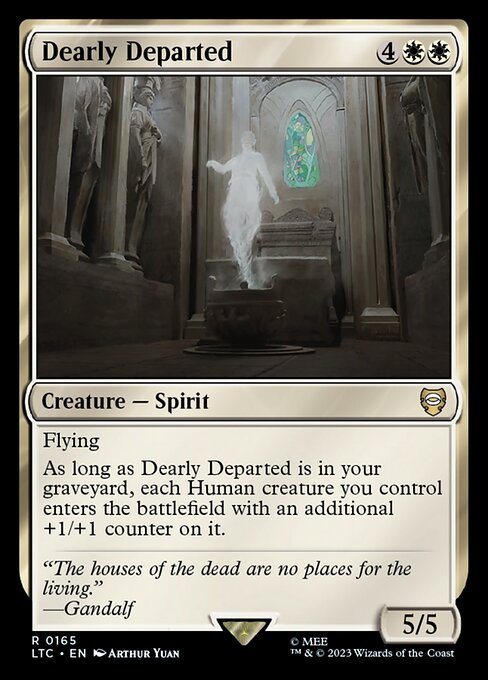 Dearly Departed 4
Creature — Spirit
Flying
As long as Dearly Departed is in your
graveyard, each Human creature you control
enters the battlefield with an additional
+1/+1 counter on it.
“The houses of the dead are no places for the
living.”
—Gandalf
5/5
R 0165
LTC • EN Arthur Yuan
© MEE
™ & © 2023 Wizards of the Coast